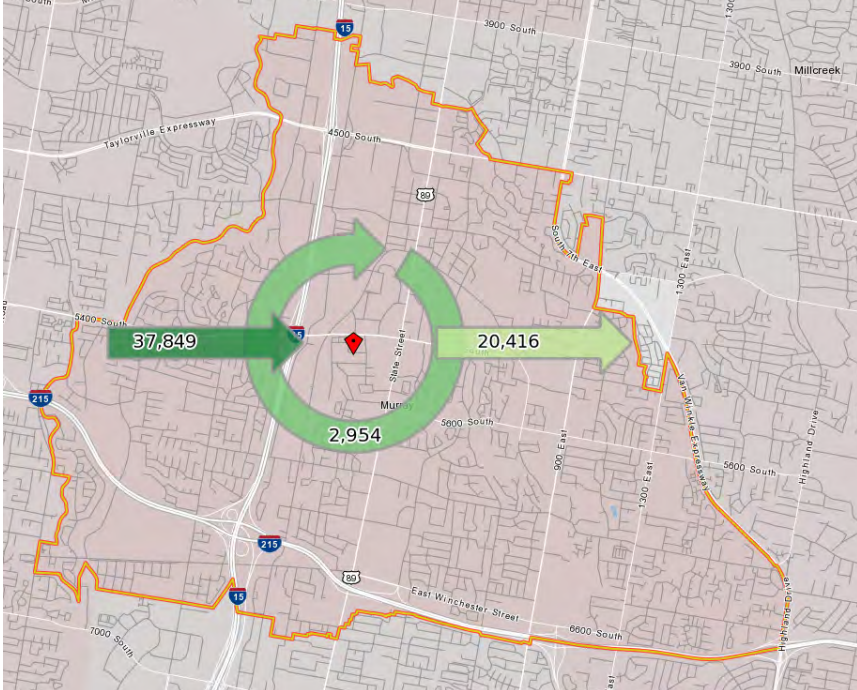 15
3900 South
1300
3900 South
Millcreek
Taylorville Expressway
4500 South
89
South 7th East
1300 East
5400 South
37,849
20,416
State Street
215
Murray
2,954
5600 South
900 East
Van Winkle Expressway
Highland Drive
5600 South
1300 East
215
89
15
East Winchester Street
6600 South
Highland Drive
7000 South